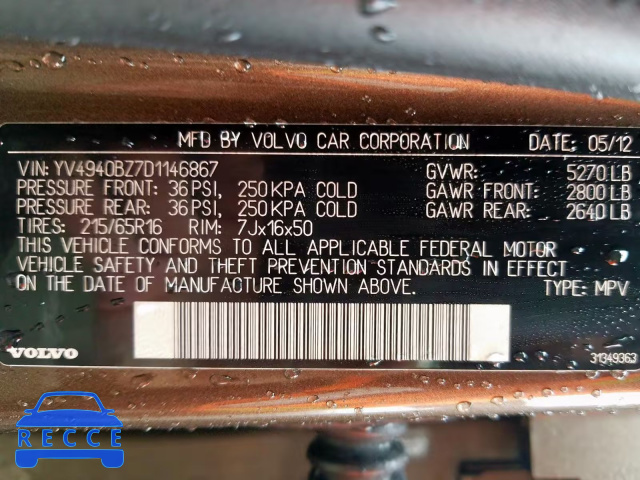 MFD BY VOLVO CAR CORPORATION DATE: 05/12
VIN: YV4940BZ7D1146867 GVWR: 5270 LB
PRESSURE FRONT: 36 PSI, 250 KPA COLD GAWR FRONT: 2800 LB
PRESSURE REAR: 36 PSI, 250 KPA COLD GAWR REAR: 2640 LB
TIRES: 215/65R16 RIM: 7Jx16x50
THIS VEHICLE CONFORMS TO ALL APPLICABLE FEDERAL MOTOR
VEHICLE SAFETY AND THEFT PREVENTION STANDARDS IN EFFECT
ON THE DATE OF MANUFACTURE SHOWN ABOVE. TYPE: MPV
VOLVO 31349363
RECCE